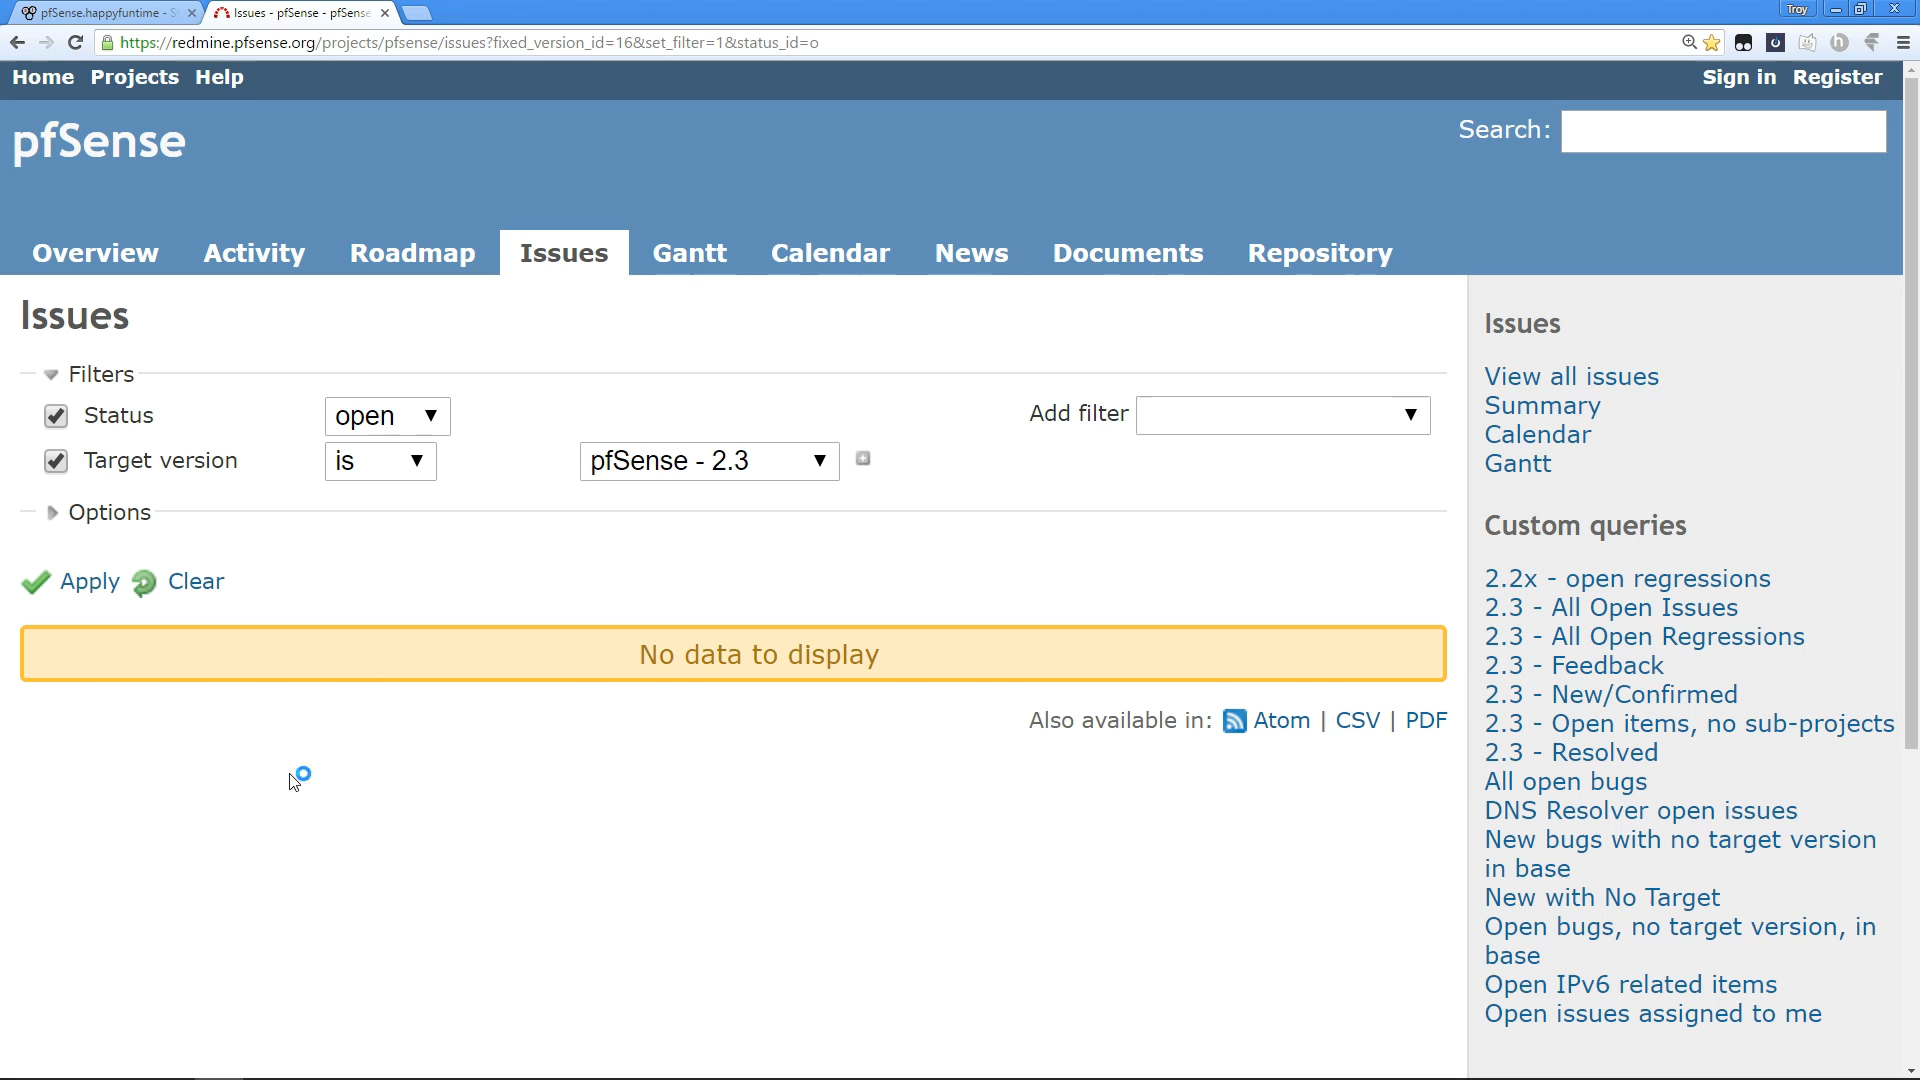 pfSense.happyfuntime - S
Issues - pfSense - pfSense
Troy
https://redmine.pfsense.org/projects/pfsense/issues?fixed_version_id=16&set_filter=1&status_id=o
Home Projects Help
Sign in Register
pfSense
Search:
Overview Activity Roadmap Issues Gantt Calendar News Documents Repository
Issues
Filters
Status open
Add filter
Target version is pfSense - 2.3
Options
Apply Clear
No data to display
Also available in: Atom | CSV | PDF
Issues
View all issues
Summary
Calendar
Gantt
Custom queries
2.2x - open regressions
2.3 - All Open Issues
2.3 - All Open Regressions
2.3 - Feedback
2.3 - New/Confirmed
2.3 - Open items, no sub-projects
2.3 - Resolved
All open bugs
DNS Resolver open issues
New bugs with no target version
in base
New with No Target
Open bugs, no target version, in
base
Open IPv6 related items
Open issues assigned to me